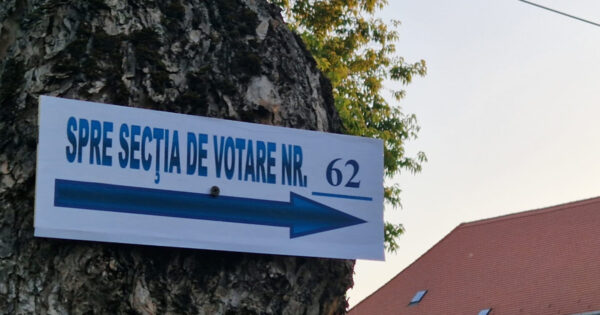 SPRE SECŢIA DE VOTARE NR. 62